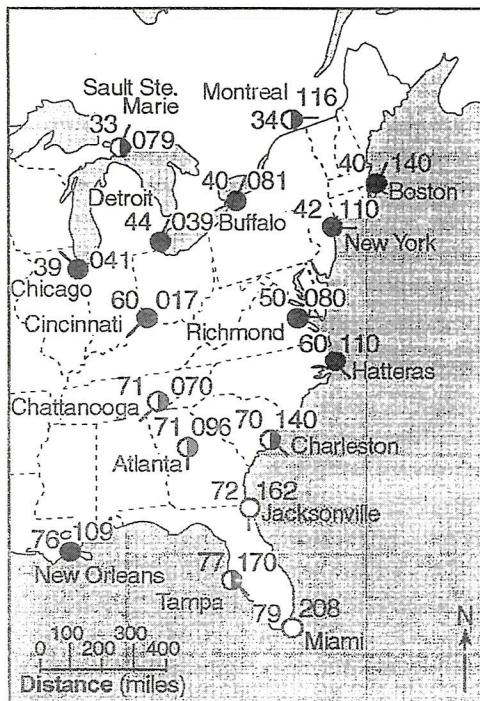 Sault Ste.
Marie
33 079
Montreal 116
34
40 140
Boston
Detroit
40 081
Buffalo
44 039
42 110
New York
39 041
Chicago
60 017
Cincinnati
50 080
Richmond
60 110
Hatteras
71 070
Chattanooga
71 096
Atlanta
70 140
Charleston
72 162
Jacksonville
76 109
New Orleans
77 170
Tampa
79 208
Miami
N
100 300
0 200 400
Distance (miles)